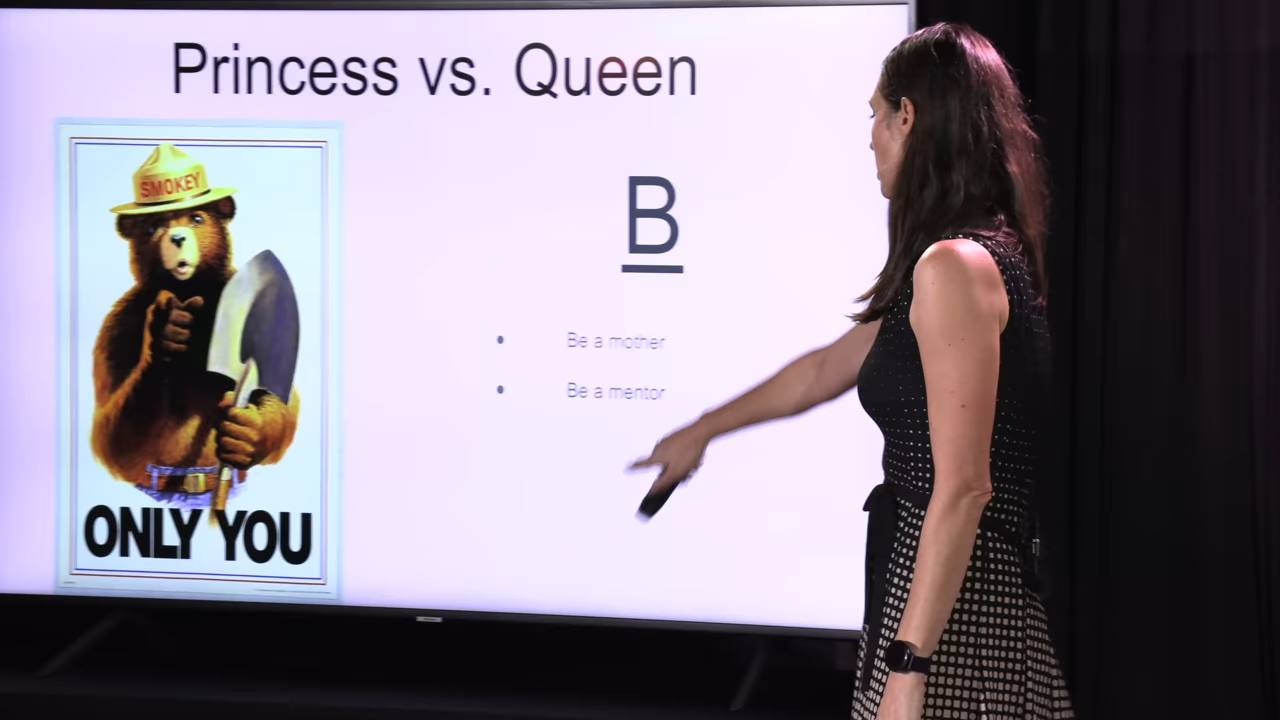 Princess vs. Queen
SMOKEY
B
• Be a mother
• Be a mentor
ONLY YOU